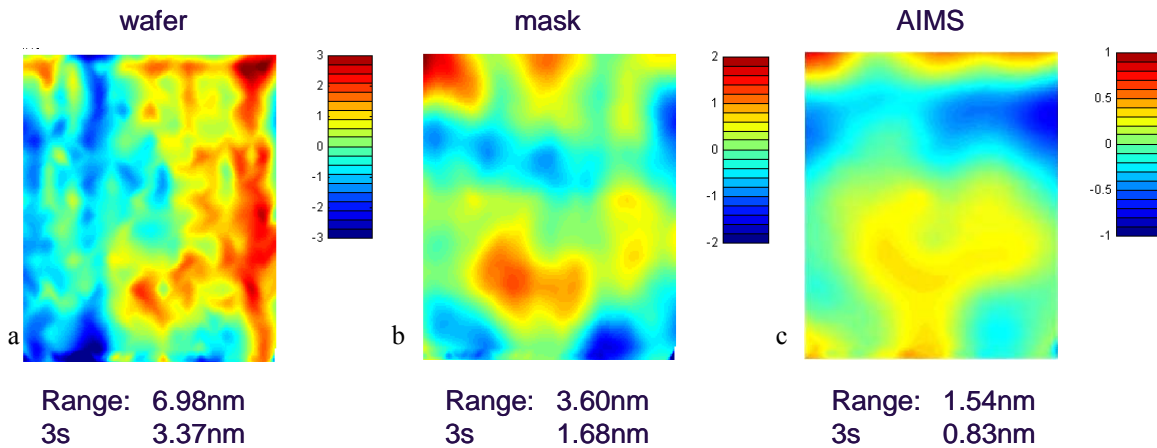 wafer
mask
AIMS
3
2
1
0
-1
-2
-3
2
1
0
-1
-2
1
0.5
0
-0.5
-1
a
b
c
Range: 6.98nm
3s 3.37nm
Range: 3.60nm
3s 1.68nm
Range: 1.54nm
3s 0.83nm